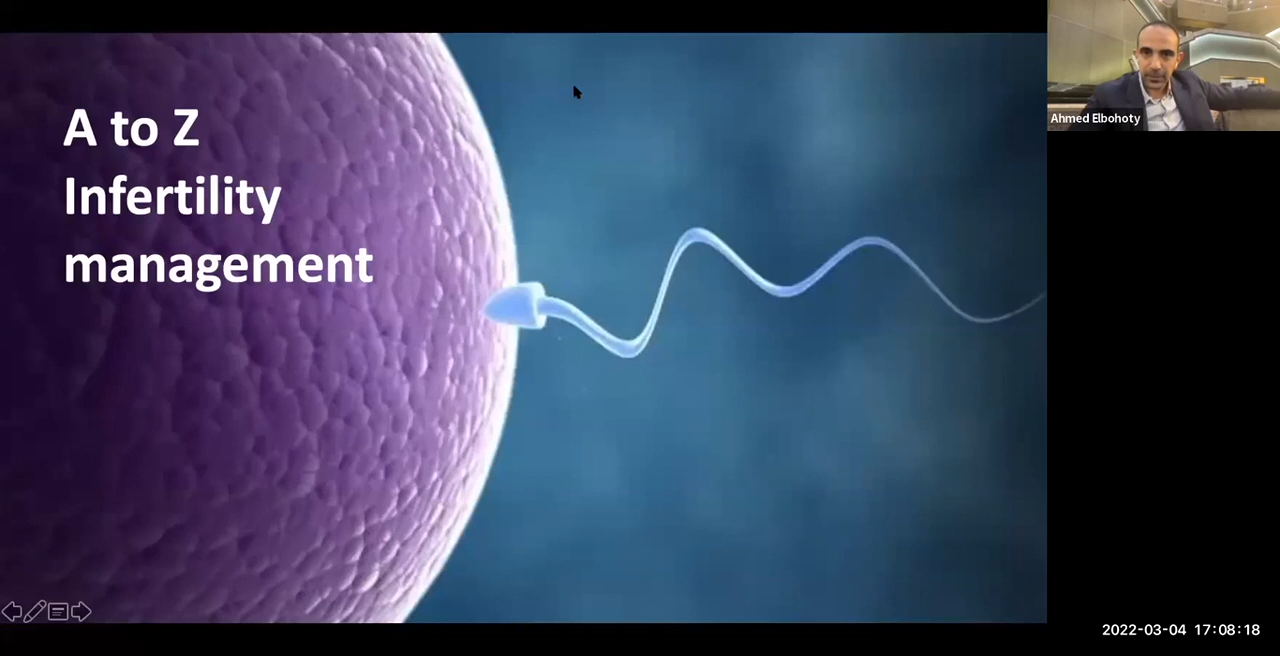 A to Z
Infertility
management
Ahmed Elbohoty
2022-03-04 17:08:18